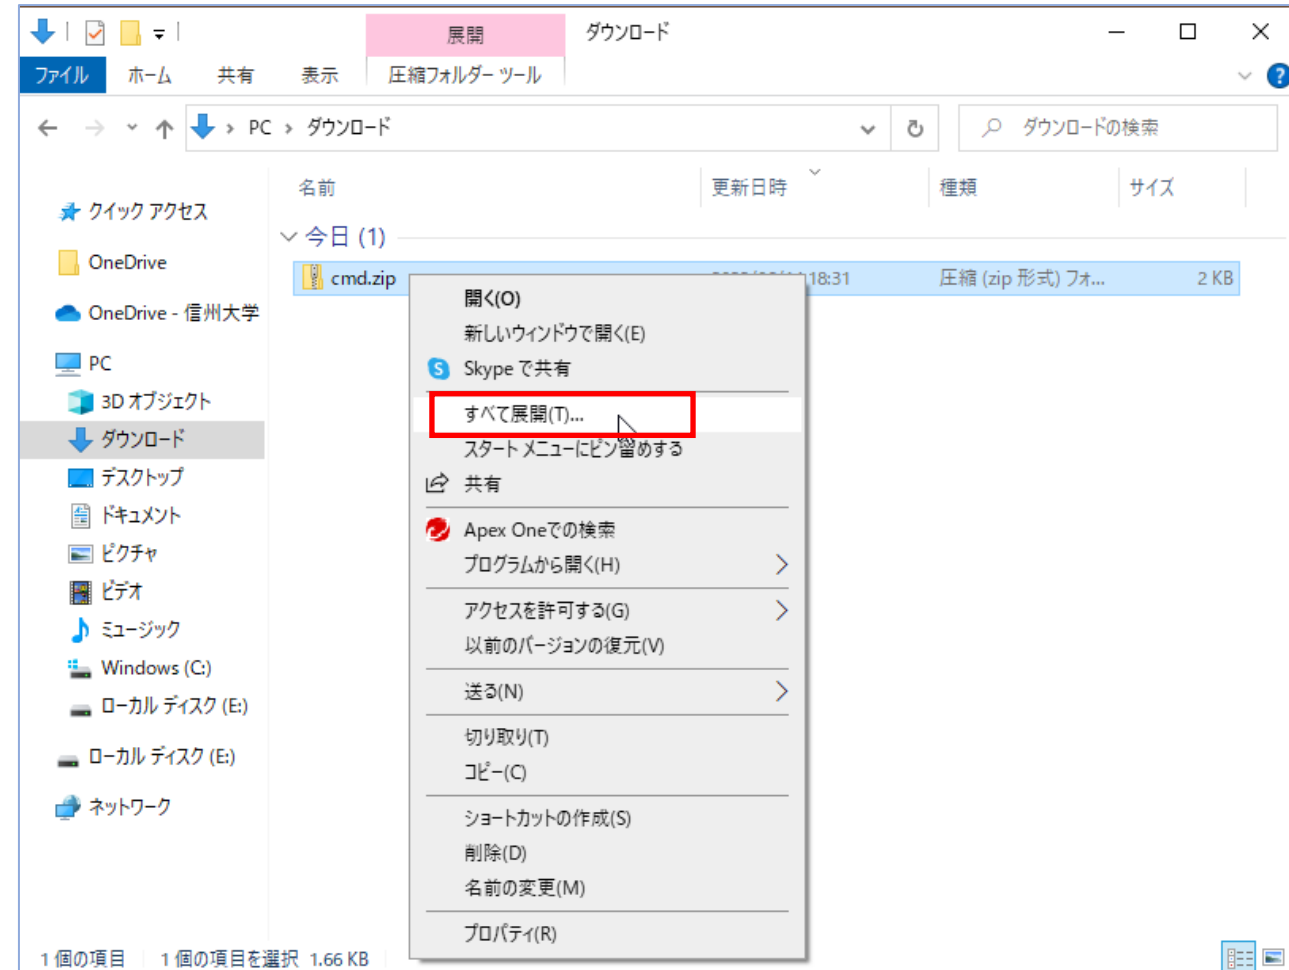 展開
ダウンロード
ファイル ホーム 共有 表示 圧縮フォルダー ツール
PC ダウンロード
ダウンロードの検索
名前 更新日時 種類 サイズ
クイック アクセス
今日 (1)
OneDrive
cmd.zip 18:31 圧縮 (zip 形式) フォ... 2 KB
OneDrive - 信州大学
PC
3D オブジェクト
ダウンロード
デスクトップ
ドキュメント
ピクチャ
ビデオ
ミュージック
Windows (C:)
ローカル ディスク (E:)
ローカル ディスク (E:)
ネットワーク
開く(O)
新しいウィンドウで開く(E)
Skype で共有
すべて展開(T)...
スタート メニューにピン留めする
共有
Apex Oneでの検索
プログラムから開く(H)
アクセスを許可する(G)
以前のバージョンの復元(V)
送る(N)
切り取り(T)
コピー(C)
ショートカットの作成(S)
削除(D)
名前の変更(M)
プロパティ(R)
1 個の項目 1 個の項目を選択 1.66 KB